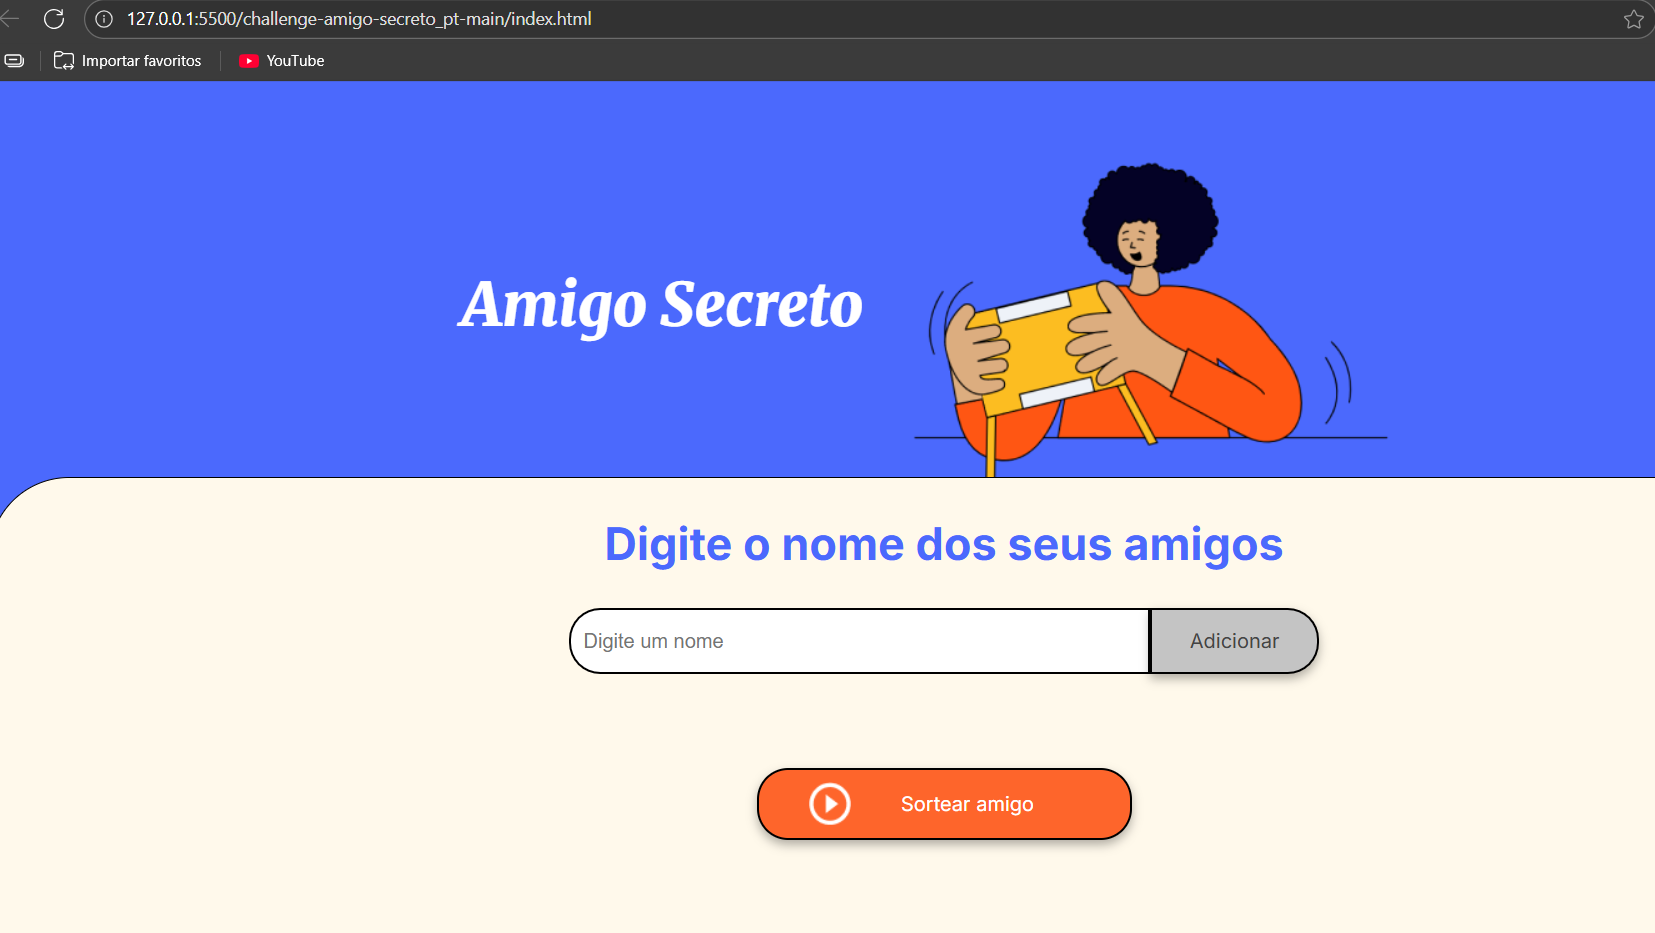 127.0.0.1:5500/challenge-amigo-secreto_pt-main/index.html
Importar favoritos
YouTube
Amigo Secreto
Digite o nome dos seus amigos
Digite um nome
Adicionar
Sortear amigo